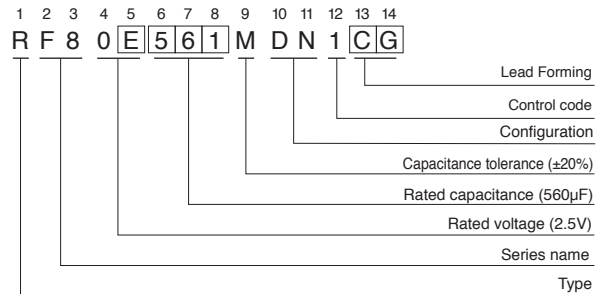 1 2 3 4 5 6 7 8 9 10 11 12 13 14
R F 8 0 E 5 6 1 M D N 1 C G
Lead Forming
Control code
Configuration
Capacitance tolerance (±20%)
Rated capacitance (560μF)
Rated voltage (2.5V)
Series name
Type